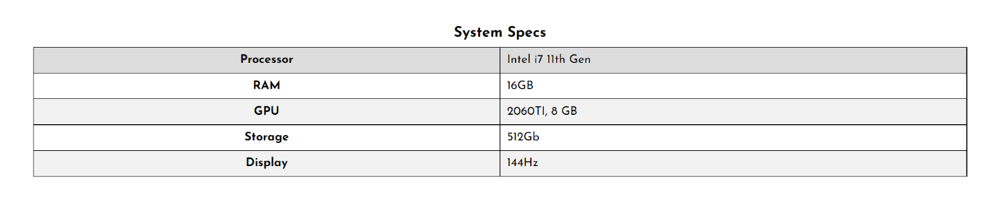 System Specs
Processor Intel i7 11th Gen
RAM 16GB
GPU 2060TI, 8 GB
Storage 512Gb
Display 144Hz